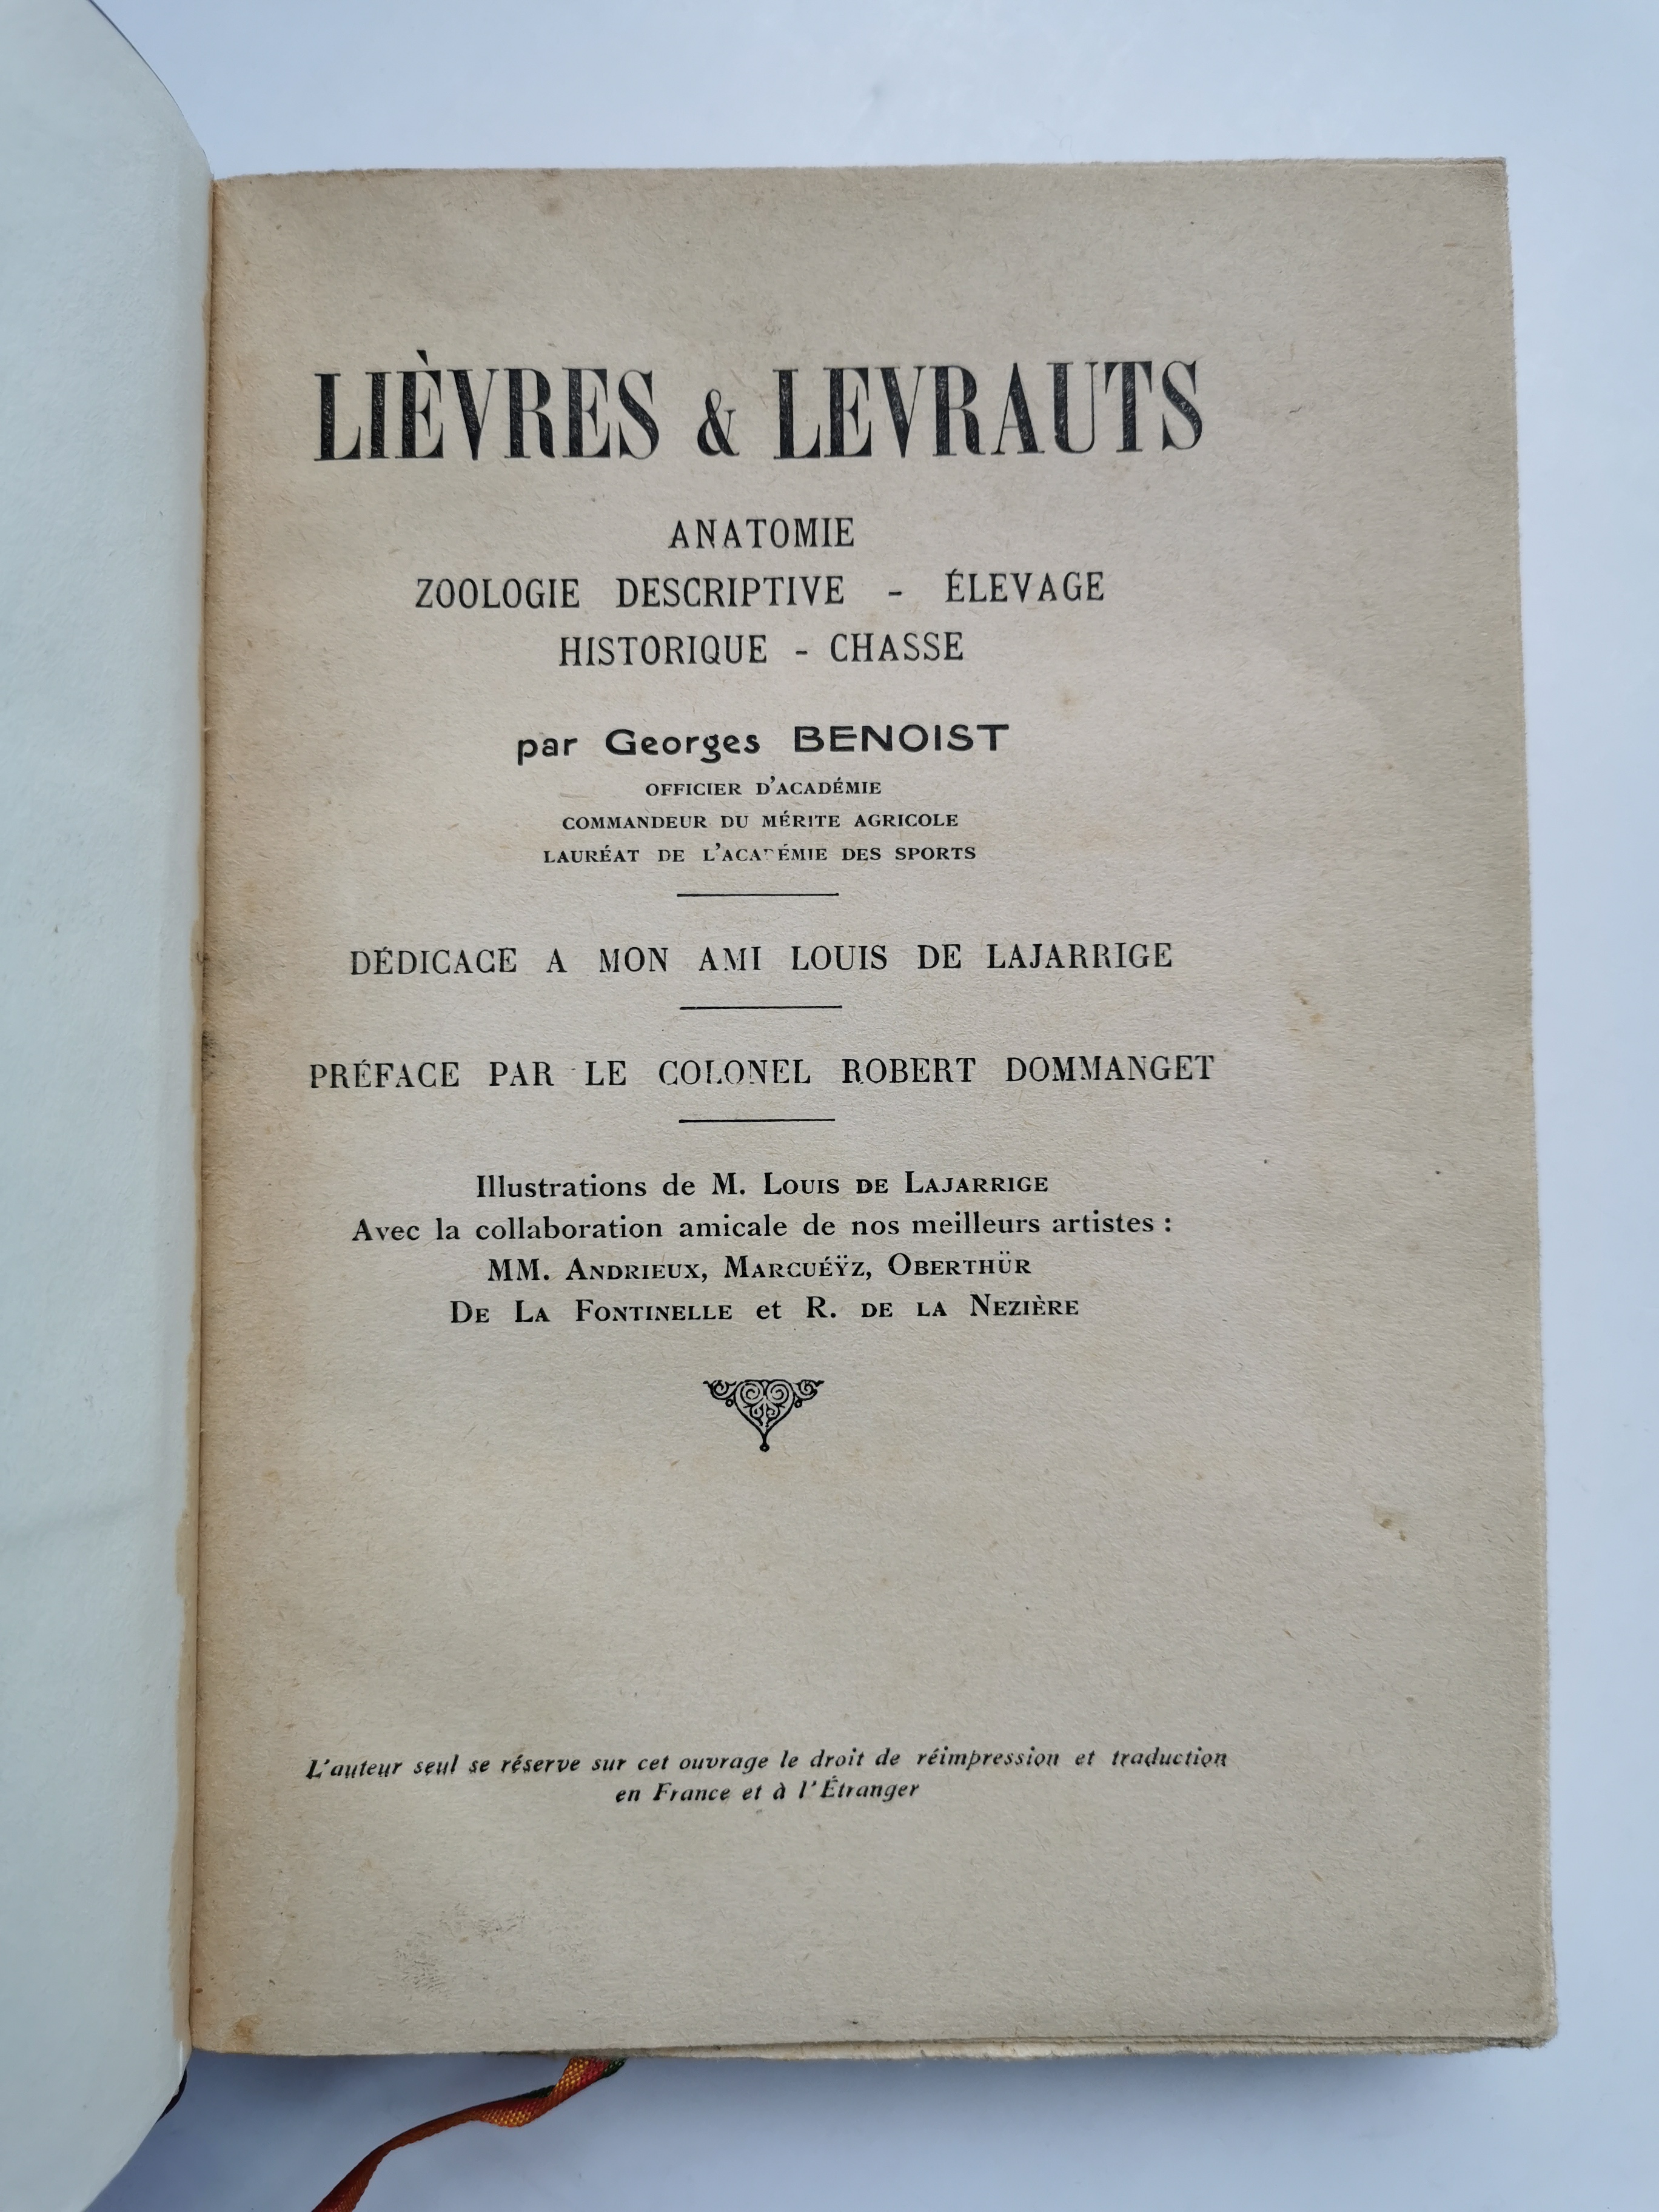 LIÈVRES & LEVRAUTS
ANATOMIE
ZOOLOGIE DESCRIPTIVE - ÉLEVAGE
HISTORIQUE - CHASSE
par Georges BENOIST
OFFICIER D'ACADÉMIE
COMMANDEUR DU MÉRITE AGRICOLE
LAURÉAT DE L'ACADÉMIE DES SPORTS
DÉDICACE A MON AMI LOUIS DE LAJARRIGE
PRÉFACE PAR LE COLONEL ROBERT DOMMANGET
Illustrations de M. LOUIS DE LAJARRIGE
Avec la collaboration amicale de nos meilleurs artistes :
MM. ANDRIEUX, MARCUÉŸZ, OBERTHÜR
DE LA FONTINELLE et R. DE LA NEZIÈRE
L'auteur seul se réserve sur cet ouvrage le droit de réimpression et traduction
en France et à l'Étranger